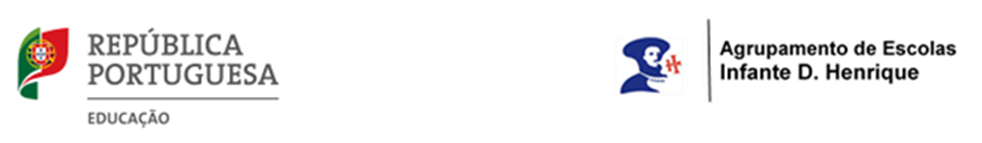 REPÚBLICA
PORTUGUESA
EDUCAÇÃO
Agrupamento de Escolas
Infante D. Henrique